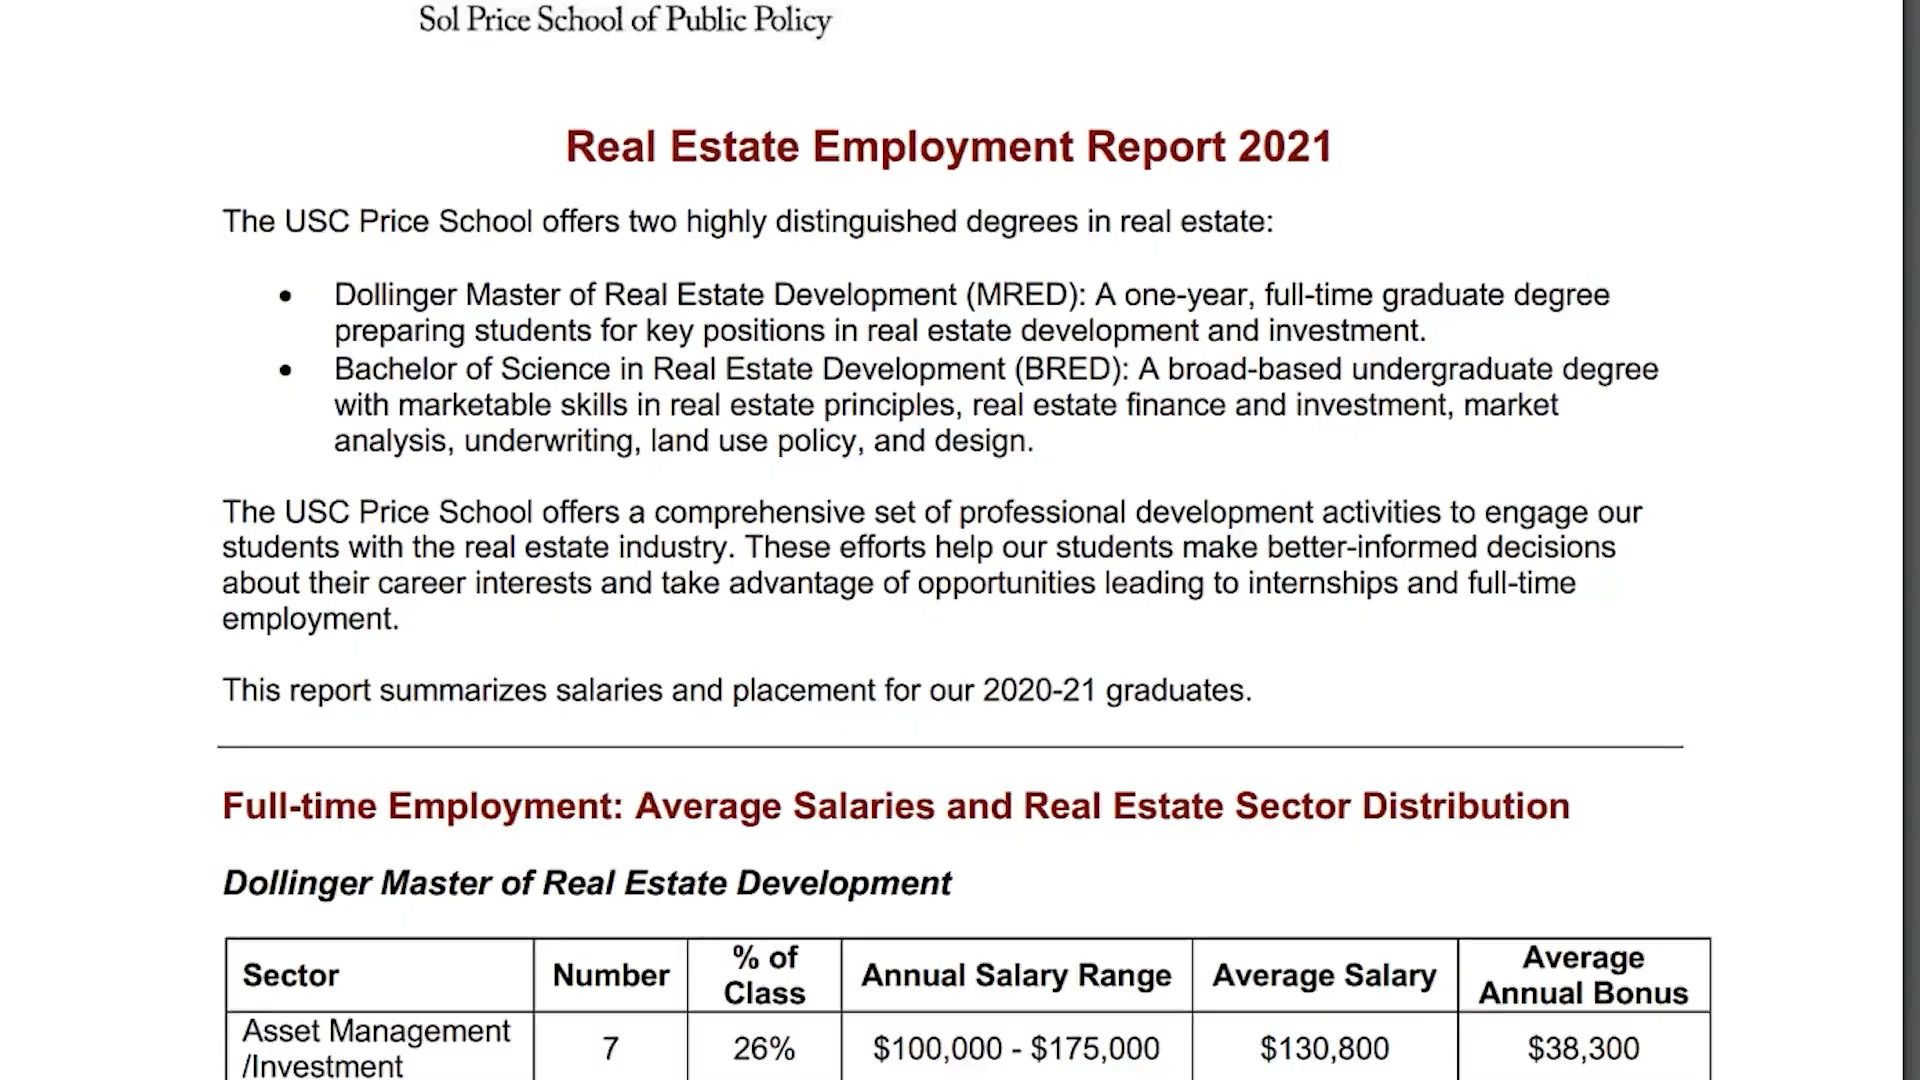 Sol Price School of Public Policy
Real Estate Employment Report 2021
The USC Price School offers two highly distinguished degrees in real estate:
• Dollinger Master of Real Estate Development (MRED): A one-year, full-time graduate degree
preparing students for key positions in real estate development and investment.
• Bachelor of Science in Real Estate Development (BRED): A broad-based undergraduate degree
with marketable skills in real estate principles, real estate finance and investment, market
analysis, underwriting, land use policy, and design.
The USC Price School offers a comprehensive set of professional development activities to engage our
students with the real estate industry. These efforts help our students make better-informed decisions
about their career interests and take advantage of opportunities leading to internships and full-time
employment.
This report summarizes salaries and placement for our 2020-21 graduates.
Full-time Employment: Average Salaries and Real Estate Sector Distribution
Dollinger Master of Real Estate Development
Sector Number % of Class Annual Salary Range Average Salary Average Annual Bonus
Asset Management /Investment 7 26% $100,000 - $175,000 $130,800 $38,300